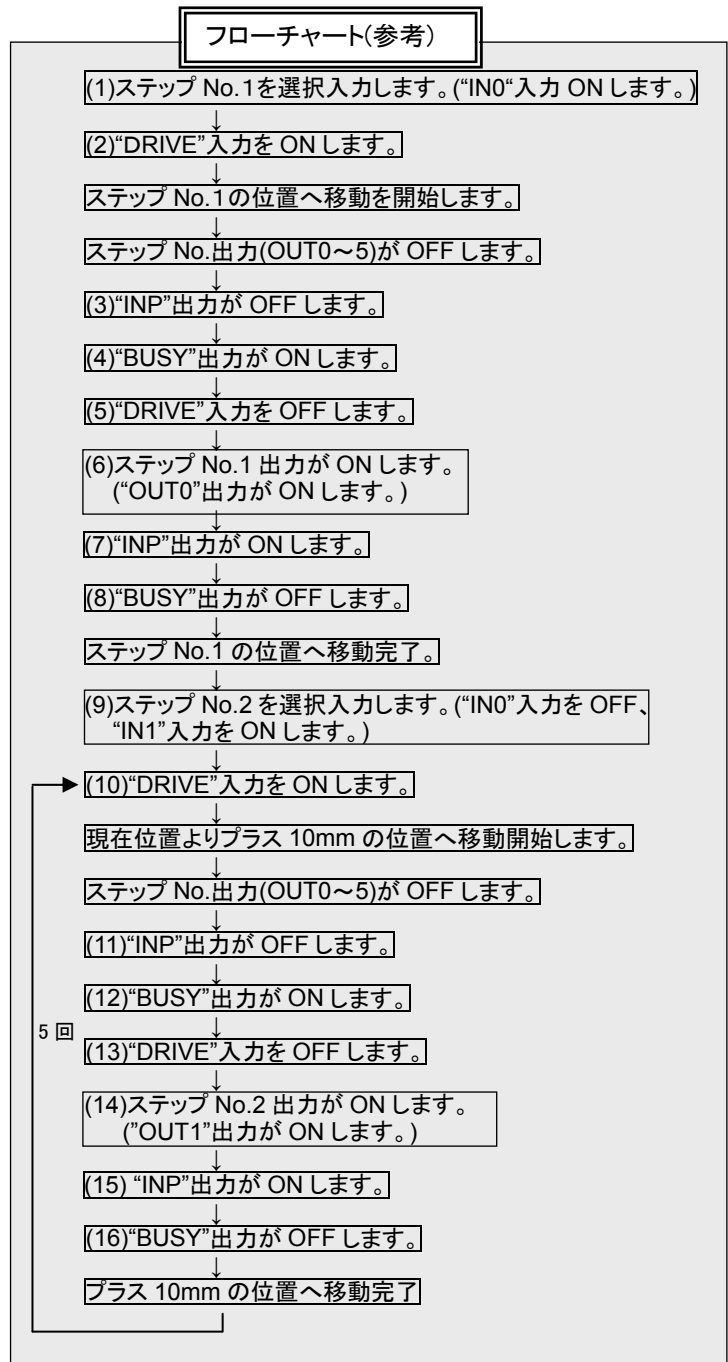 フローチャート(参考)
(1)ステップ No.1を選択入力します。(“IN0“入力 ON します。)
↓
(2)“DRIVE”入力を ON します。
↓
ステップ No.1の位置へ移動を開始します。
↓
ステップ No.出力(OUT0～5)が OFF します。
↓
(3)“INP”出力が OFF します。
↓
(4)“BUSY”出力が ON します。
↓
(5)“DRIVE”入力を OFF します。
↓
(6)ステップ No.1 出力が ON します。
(“OUT0”出力が ON します。)
↓
(7)“INP”出力が ON します。
↓
(8)“BUSY”出力が OFF します。
↓
ステップ No.1 の位置へ移動完了。
↓
(9)ステップ No.2 を選択入力します。(“IN0”入力を OFF、
“IN1”入力を ON します。)
↓
(10)“DRIVE”入力を ON します。
↓
現在位置よりプラス 10mm の位置へ移動開始します。
↓
ステップ No.出力(OUT0～5)が OFF します。
↓
(11)“INP”出力が OFF します。
↓
(12)“BUSY”出力が ON します。
↓
5 回
(13)“DRIVE”入力を OFF します。
↓
(14)ステップ No.2 出力が ON します。
(”OUT1”出力が ON します。)
↓
(15) “INP”出力が ON します。
↓
(16)“BUSY”出力が OFF します。
↓
プラス 10mm の位置へ移動完了